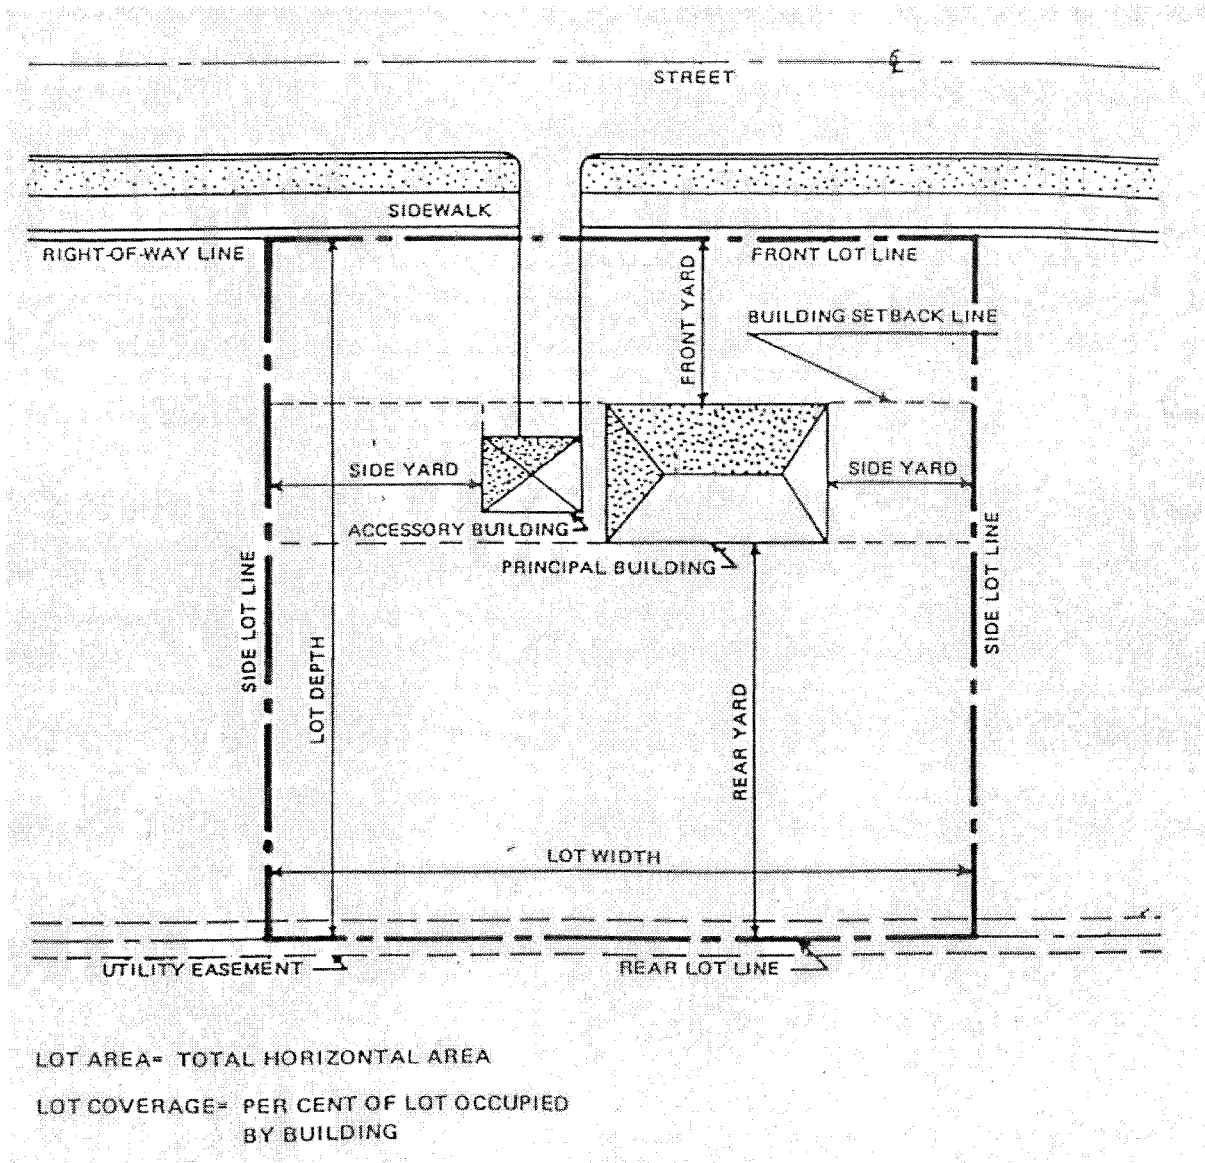 ℄
STREET
SIDEWALK
RIGHT-OF-WAY LINE
FRONT LOT LINE
FRONT YARD
BUILDING SETBACK LINE
SIDE YARD
SIDE YARD
ACCESSORY BUILDING
PRINCIPAL BUILDING
SIDE LOT LINE
LOT DEPTH
REAR YARD
SIDE LOT LINE
LOT WIDTH
UTILITY EASEMENT
REAR LOT LINE
LOT AREA= TOTAL HORIZONTAL AREA
LOT COVERAGE= PER CENT OF LOT OCCUPIED
BY BUILDING